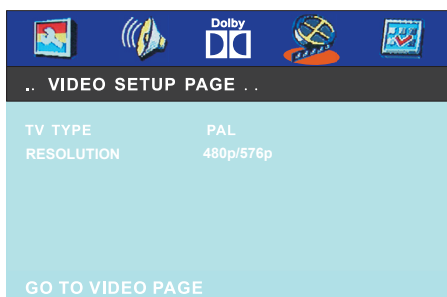 Dolby
.. VIDEO SETUP PAGE ..
TV TYPE PAL
RESOLUTION 480p/576p
GO TO VIDEO PAGE